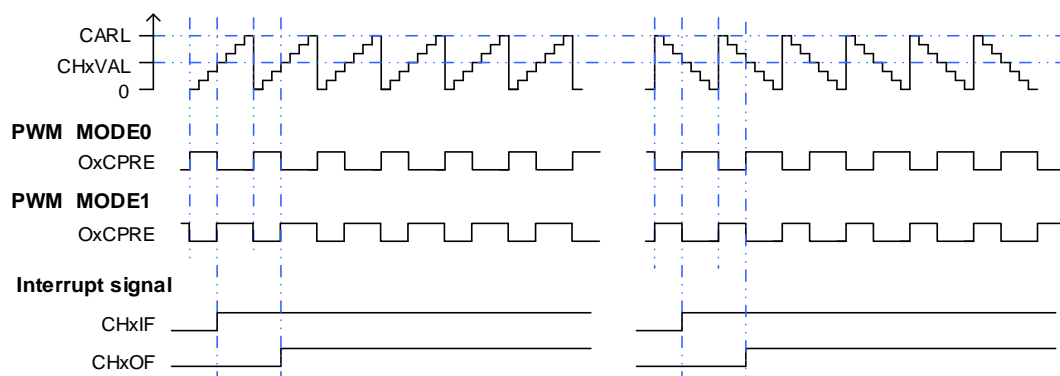 CARL
CHxVAL
0
PWM MODE0
OxCPRE
PWM MODE1
OxCPRE
Interrupt signal
CHxIF
CHxOF